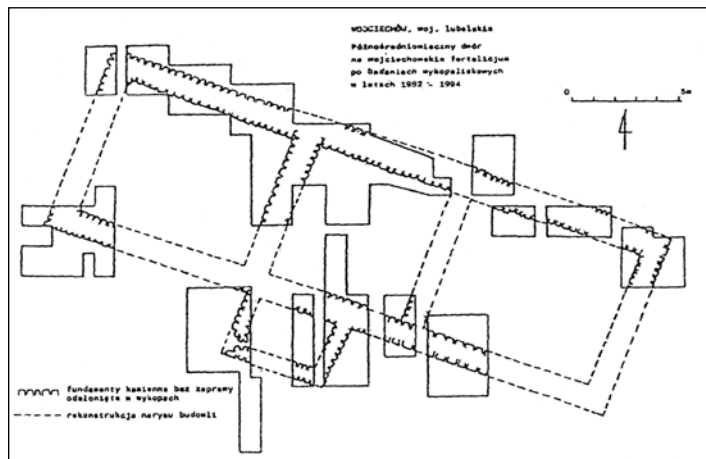 WOJCIECHÓW, woj. lubelskie
Późnośredniowieczny dwór
na wojciechowskim fortalicjum
po badaniach wykopaliskowych
w latach 1992 - 1994
0 5m
fundamenty kamienne bez zaprawy
odsłonięte w wykopach
rekonstrukcja narysu budowli